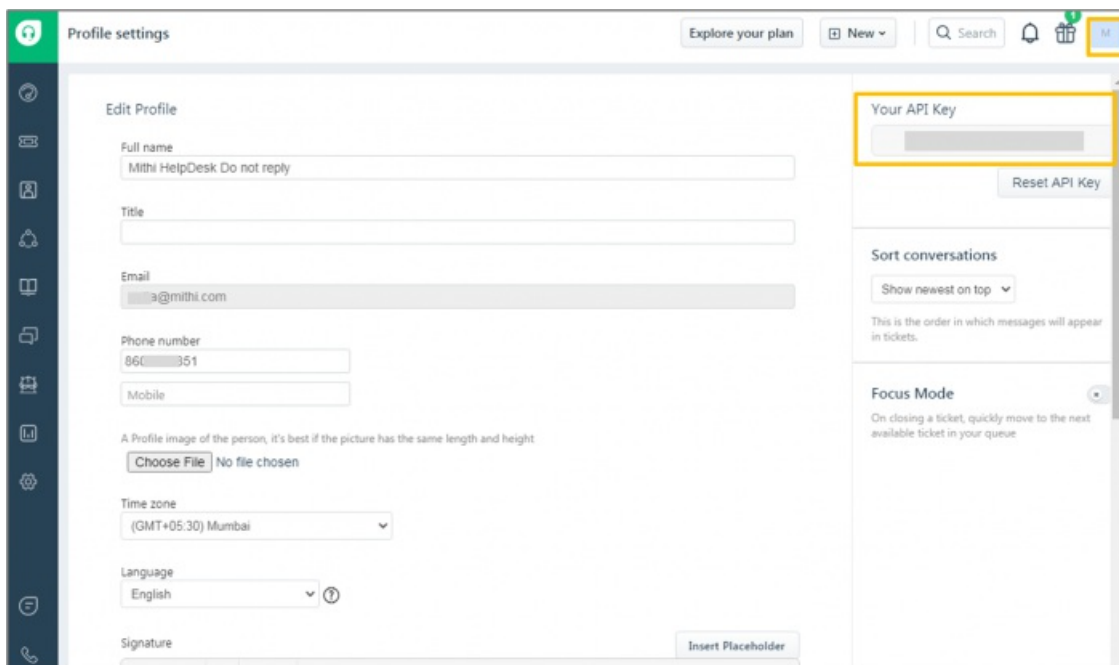 Profile settings
Explore your plan
New
Search
1
M
Edit Profile
Full name
Mithi HelpDesk Do not reply
Title
Email
a@mithi.com
Phone number
860 351
Mobile
A Profile image of the person, it's best if the picture has the same length and height
Choose File No file chosen
Time zone
(GMT+05:30) Mumbai
Language
English
Signature
Insert Placeholder
Your API Key
Reset API Key
Sort conversations
Show newest on top
This is the order in which messages will appear
in tickets.
Focus Mode
On closing a ticket, quickly move to the next
available ticket in your queue